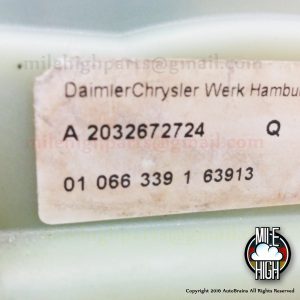 milehighparts@gmail.com
DaimlerChrysler Werk Hambu
milehighparts@gmail.com
A 2032672724 Q
01 066 339 1 63913
MILE
HIGH
Copyright 2016 AutoBrains All Rights Reserved